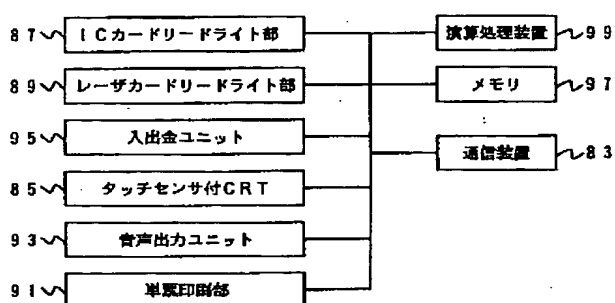 87 ICカードリードライト部 演算処理装置 99
89 レーザカードリードライト部 メモリ 97
95 入出金ユニット
85 タッチセンサ付CRT 通信装置 83
93 音声出力ユニット
91 単票印刷部